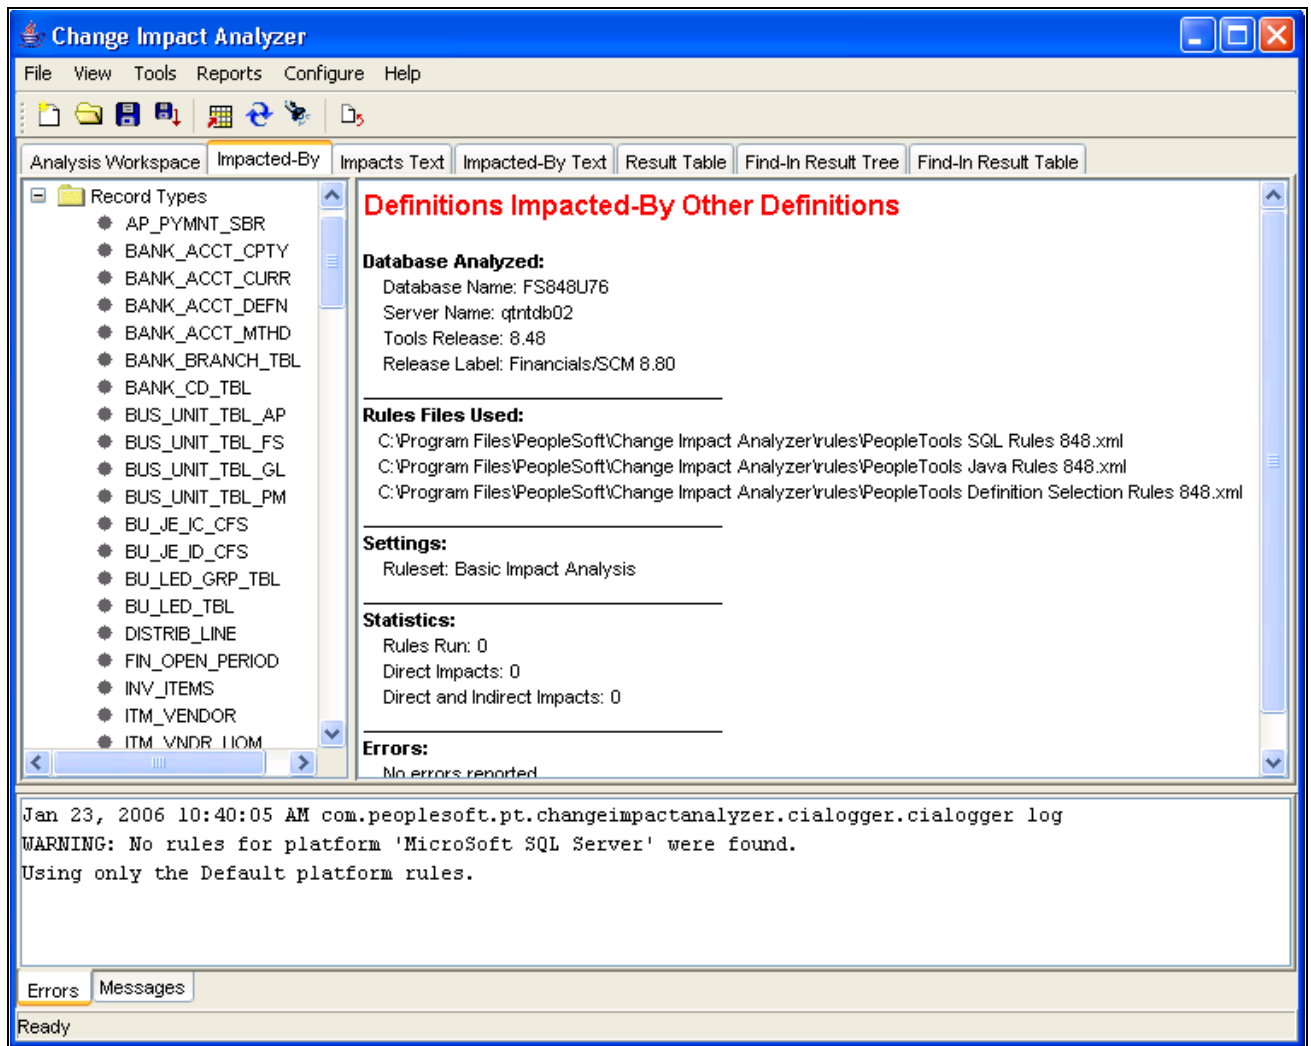 Change Impact Analyzer
File View Tools Reports Configure Help
Analysis Workspace Impacted-By Impacts Text Impacted-By Text Result Table Find-In Result Tree Find-In Result Table
Record Types
AP_PYMNT_SBR
BANK_ACCT_CPTY
BANK_ACCT_CURR
BANK_ACCT_DEFN
BANK_ACCT_MTHD
BANK_BRANCH_TBL
BANK_CD_TBL
BUS_UNIT_TBL_AP
BUS_UNIT_TBL_FS
BUS_UNIT_TBL_GL
BUS_UNIT_TBL_PM
BU_JE_IC_CFS
BU_JE_ID_CFS
BU_LED_GRP_TBL
BU_LED_TBL
DISTRIB_LINE
FIN_OPEN_PERIOD
INV_ITEMS
ITM_VENDOR
ITM_VNDR_UOM
Definitions Impacted-By Other Definitions
Database Analyzed:
Database Name: FS848U76
Server Name: qtntdb02
Tools Release: 8.48
Release Label: Financials/SCM 8.80
Rules Files Used:
C:\Program Files\PeopleSoft\Change Impact Analyzer\rules\PeopleTools SQL Rules 848.xml
C:\Program Files\PeopleSoft\Change Impact Analyzer\rules\PeopleTools Java Rules 848.xml
C:\Program Files\PeopleSoft\Change Impact Analyzer\rules\PeopleTools Definition Selection Rules 848.xml
Settings:
Ruleset: Basic Impact Analysis
Statistics:
Rules Run: 0
Direct Impacts: 0
Direct and Indirect Impacts: 0
Errors:
No errors reported
Jan 23, 2006 10:40:05 AM com.peoplesoft.pt.changeimpactanalyzer.cialogger.cialogger log
WARNING: No rules for platform 'MicroSoft SQL Server' were found.
Using only the Default platform rules.
Errors Messages
Ready